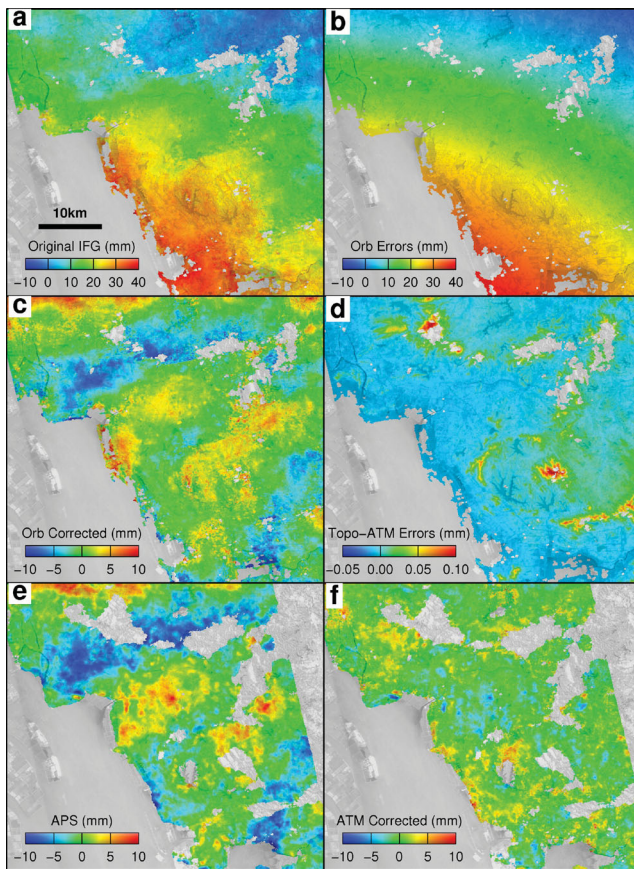 a
b
10km
Original IFG (mm)
−10 0 10 20 30 40
Orb Errors (mm)
−10 0 10 20 30 40
c
d
Orb Corrected (mm)
−10 −5 0 5 10
Topo−ATM Errors (mm)
−0.05 0.00 0.05 0.10
e
f
APS (mm)
−10 −5 0 5 10
ATM Corrected (mm)
−10 −5 0 5 10